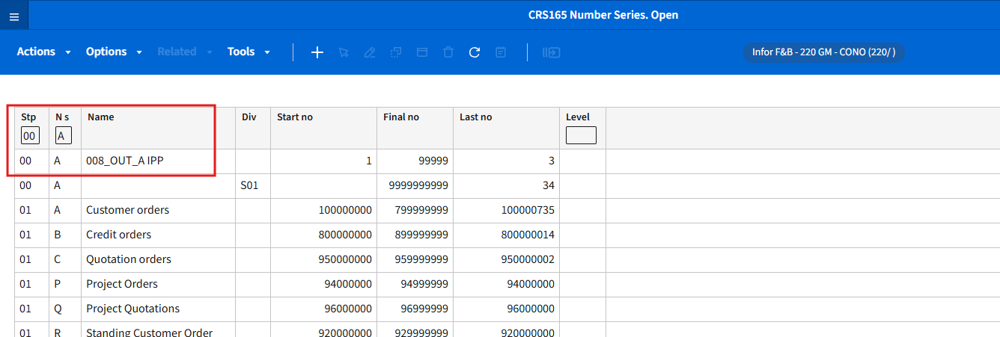 CRS165 Number Series. Open
Actions Options Related Tools Infor F&B - 220 GM - CONO (220/ )
Stp N s Name Div Start no Final no Last no Level
00 A
00 A 008_OUT_A IPP 1 99999 3
00 A S01 9999999999 34
01 A Customer orders 100000000 799999999 100000735
01 B Credit orders 800000000 899999999 800000014
01 C Quotation orders 950000000 959999999 950000002
01 P Project Orders 94000000 94999999 94000000
01 Q Project Quotations 96000000 96999999 96000000
01 R Standing Customer Order 920000000 929999999 920000000